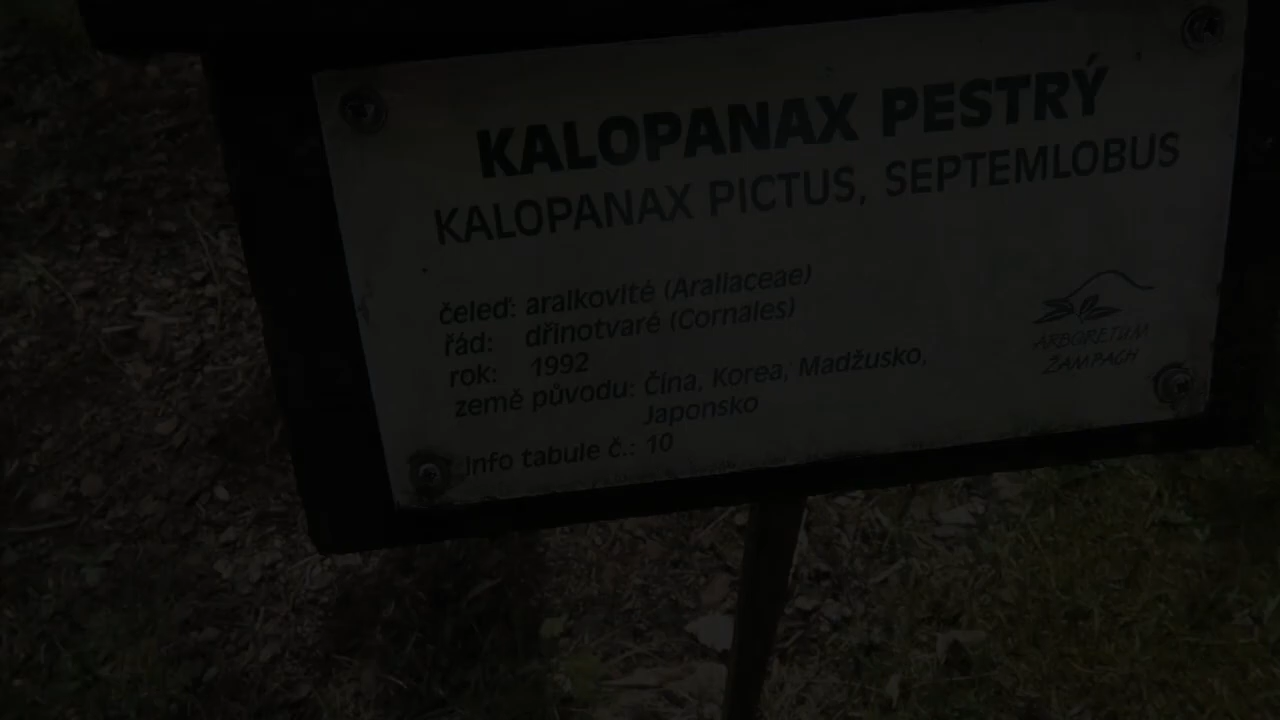 KALOPANAX PESTRÝ
KALOPANAX PICTUS, SEPTEMLOBUS
čeleď: aralkovité (Araliaceae)
řád: dřínotvaré (Cornales)
rok: 1992
země původu: Čína, Korea, Madžusko,
Japonsko
Info tabule č.: 10
ARBORETUM
ŽAMPACH